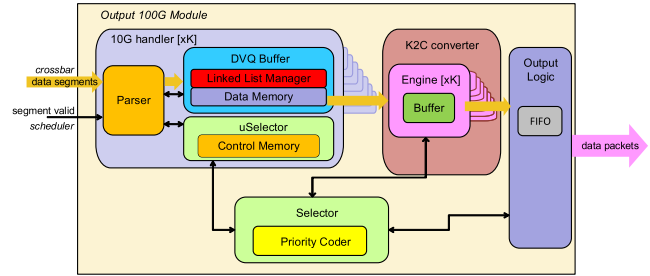 Output 100G Module
10G handler [xK]
DVQ Buffer
K2C converter
Output
Logic
crossbar
data segments
Linked List Manager
Engine [xK]
Parser
Data Memory
Buffer
segment valid
scheduler
uSelector
FIFO
Control Memory
data packets
Selector
Priority Coder